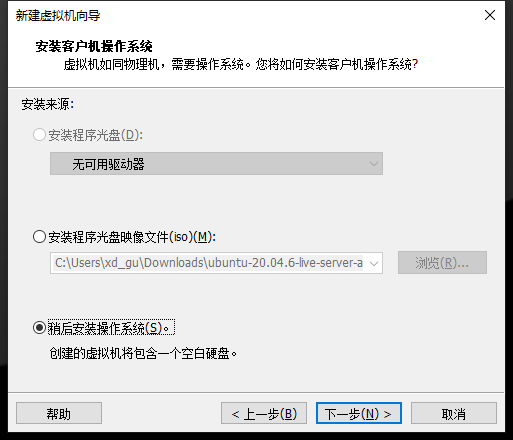 新建虚拟机向导
安装客户机操作系统
虚拟机如同物理机，需要操作系统。您将如何安装客户机操作系统?
安装来源:
安装程序光盘(D):
无可用驱动器
安装程序光盘映像文件(iso)(M):
C:\Users\xd_gu\Downloads\ubuntu-20.04.6-live-server-a
浏览(R)...
稍后安装操作系统(S)。
创建的虚拟机将包含一个空白硬盘。
帮助
< 上一步(B)
下一步(N) >
取消